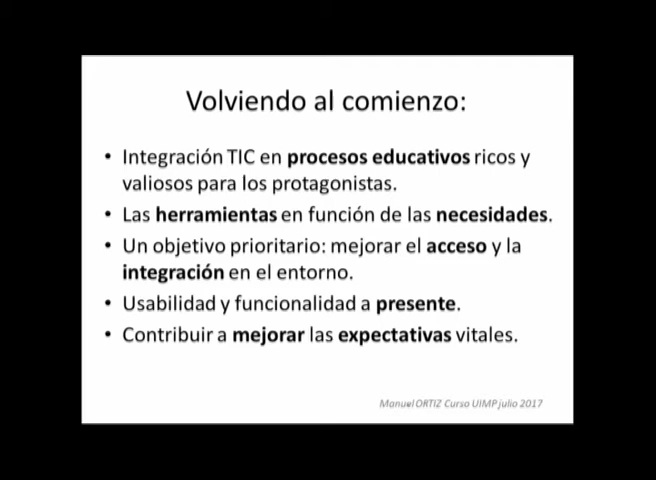 Volviendo al comienzo:
• Integración TIC en procesos educativos ricos y
valiosos para los protagonistas.
• Las herramientas en función de las necesidades.
• Un objetivo prioritario: mejorar el acceso y la
integración en el entorno.
• Usabilidad y funcionalidad a presente.
• Contribuir a mejorar las expectativas vitales.
Manuel ORTIZ Curso UIMP julio 2017